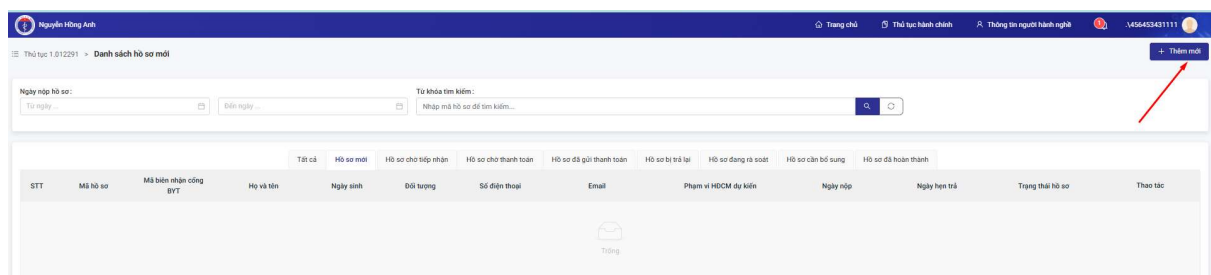 Nguyễn Hồng Anh
Trang chủ
Thủ tục hành chính
Thông tin người hành nghề
1
.\456453431111
Thủ tục 1.012291 > Danh sách hồ sơ mới
+ Thêm mới
Ngày nộp hồ sơ:
Từ khóa tìm kiếm:
Từ ngày ...
Đến ngày ...
Nhập mã hồ sơ để tìm kiếm...
Tất cả
Hồ sơ mới
Hồ sơ chờ tiếp nhận
Hồ sơ chờ thanh toán
Hồ sơ đã gửi thanh toán
Hồ sơ bị trả lại
Hồ sơ đang rà soát
Hồ sơ cần bổ sung
Hồ sơ đã hoàn thành
STT
Mã hồ sơ
Mã biên nhận cổng
BYT
Họ và tên
Ngày sinh
Đối tượng
Số điện thoại
Email
Phạm vi HĐCM dự kiến
Ngày nộp
Ngày hẹn trả
Trạng thái hồ sơ
Thao tác
Trống